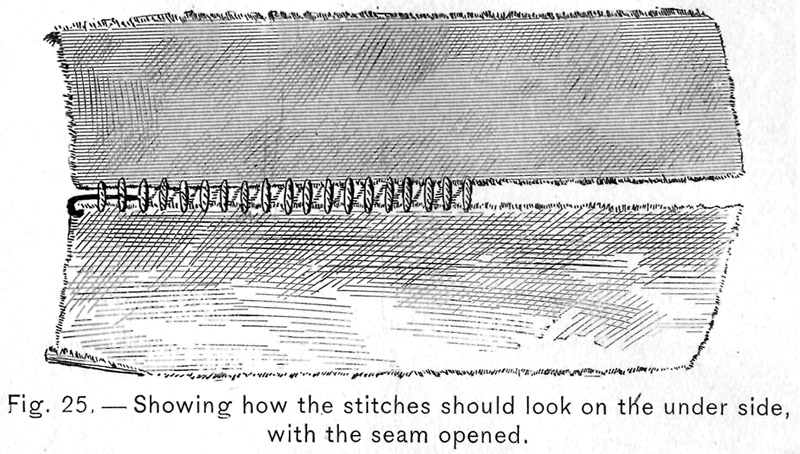 Fig. 25. — Showing how the stitches should look on the under side,
with the seam opened.